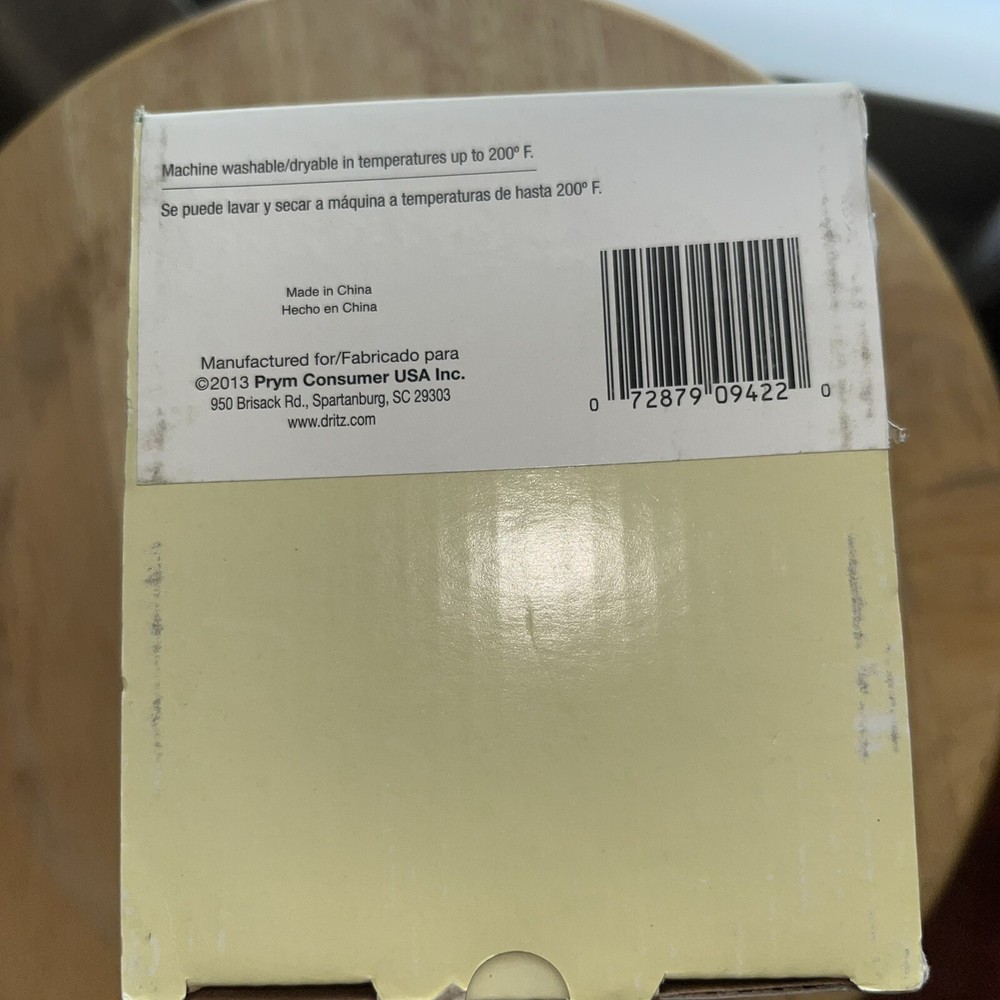 Machine washable/dryable in temperatures up to 200º F.
Se puede lavar y secar a máquina a temperaturas de hasta 200º F.
Made in China
Hecho en China
Manufactured for/Fabricado para
©2013 Prym Consumer USA Inc.
950 Brisack Rd., Spartanburg, SC 29303
www.dritz.com
0 72879 09422 0